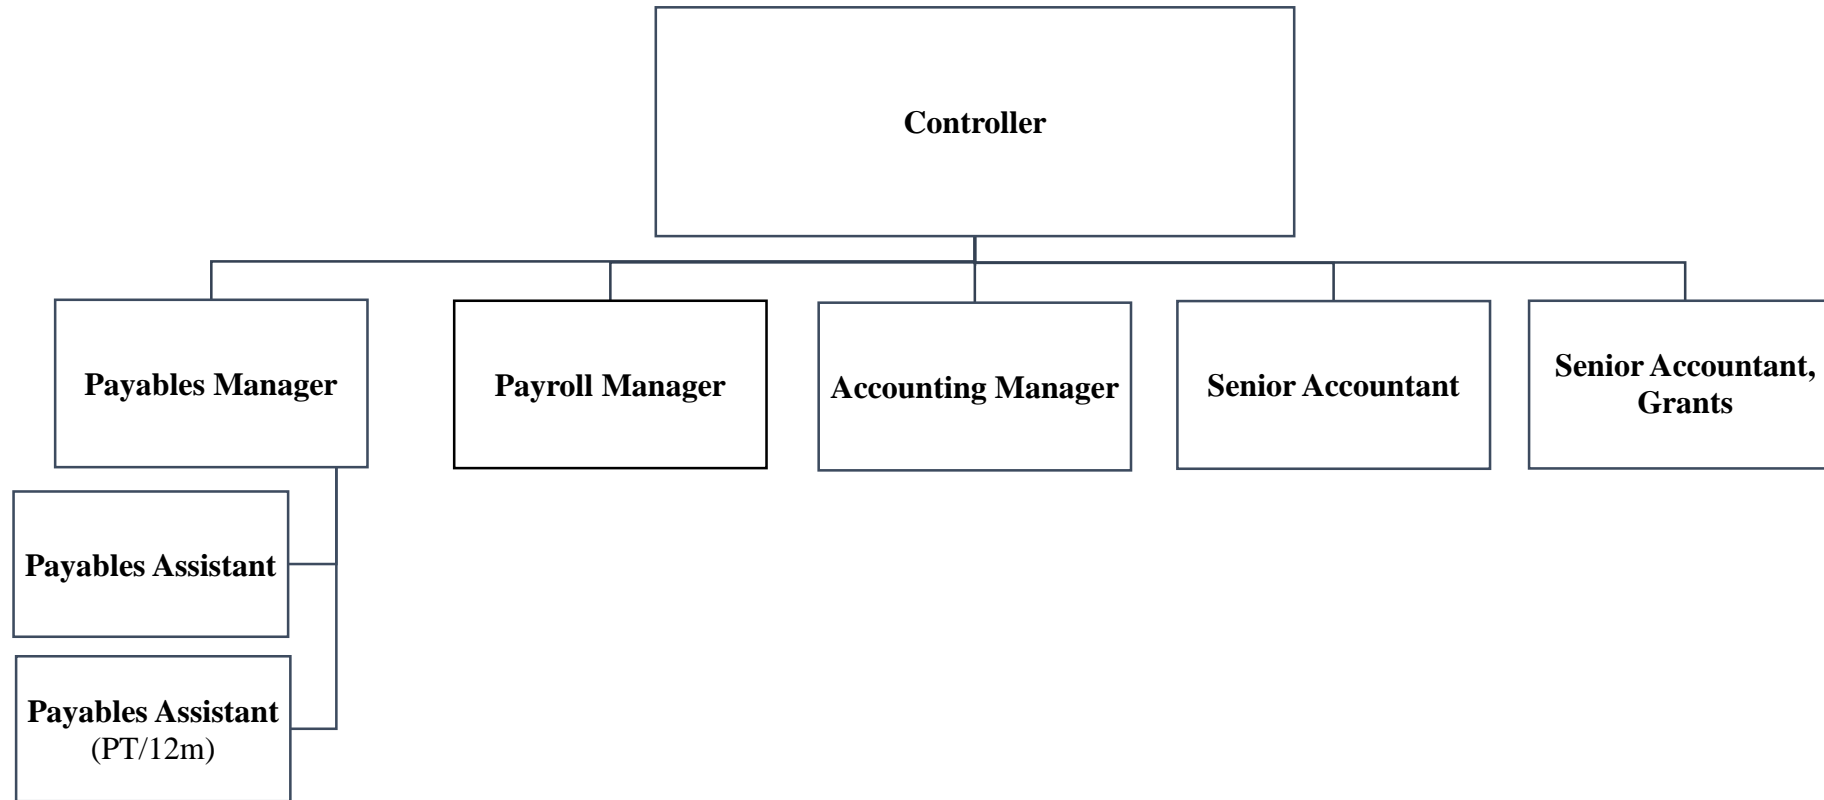 Controller
Payables Manager
Payroll Manager
Accounting Manager
Senior Accountant
Senior Accountant,
Grants
Payables Assistant
Payables Assistant
(PT/12m)